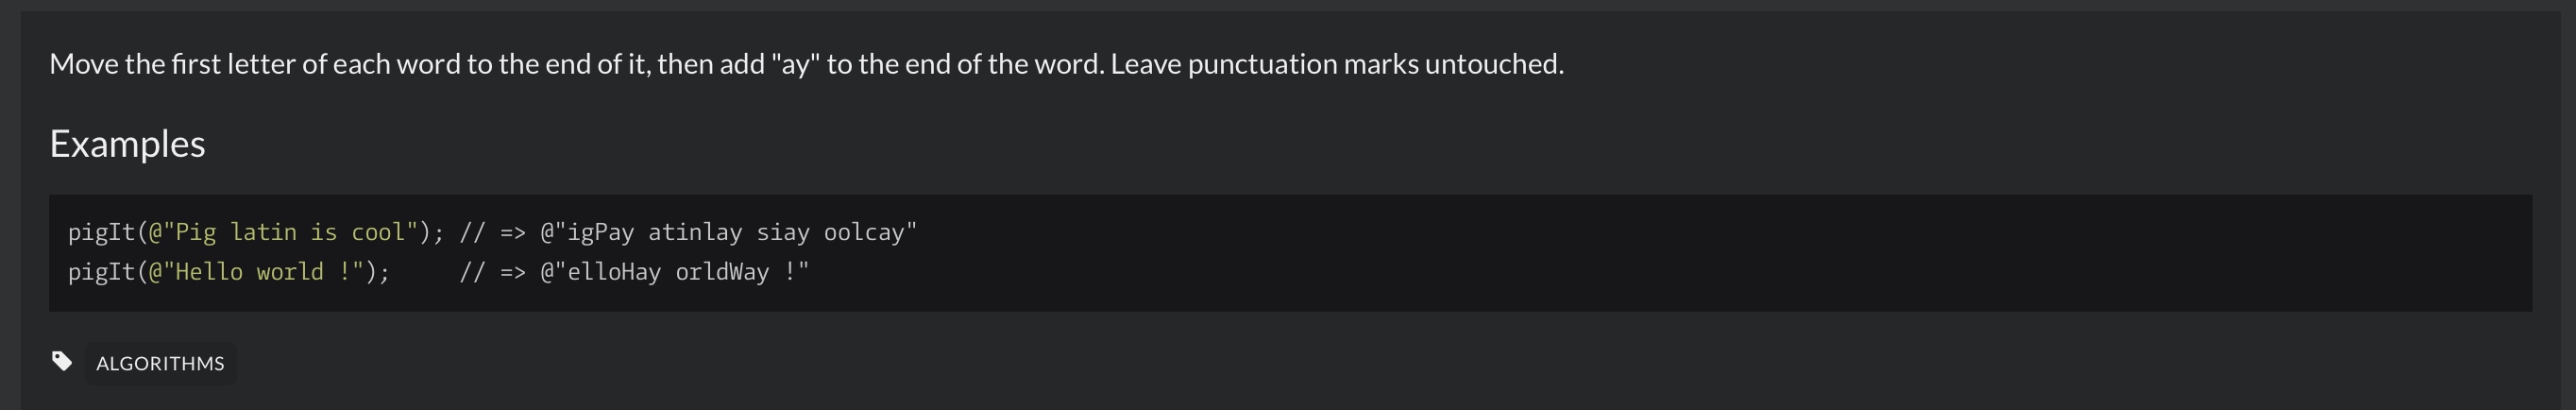 Move the first letter of each word to the end of it, then add "ay" to the end of the word. Leave punctuation marks untouched.
Examples
pigIt(@"Pig latin is cool"); // => @"igPay atinlay siay oolcay"
pigIt(@"Hello world !");     // => @"elloHay orldWay !"
ALGORITHMS